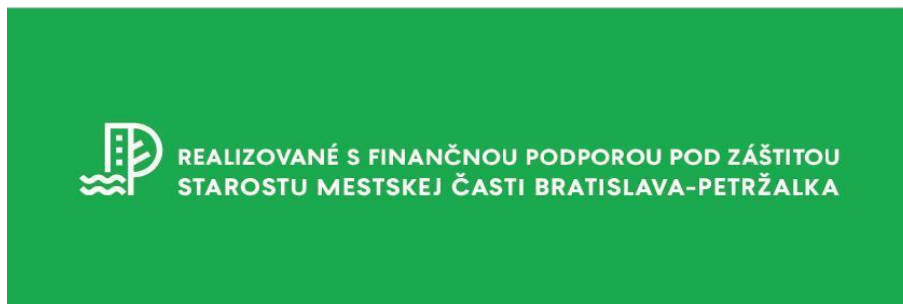 REALIZOVANÉ S FINANČNOU PODPOROU POD ZÁŠTITOU
STAROSTU MESTSKEJ ČASTI BRATISLAVA-PETRŽALKA